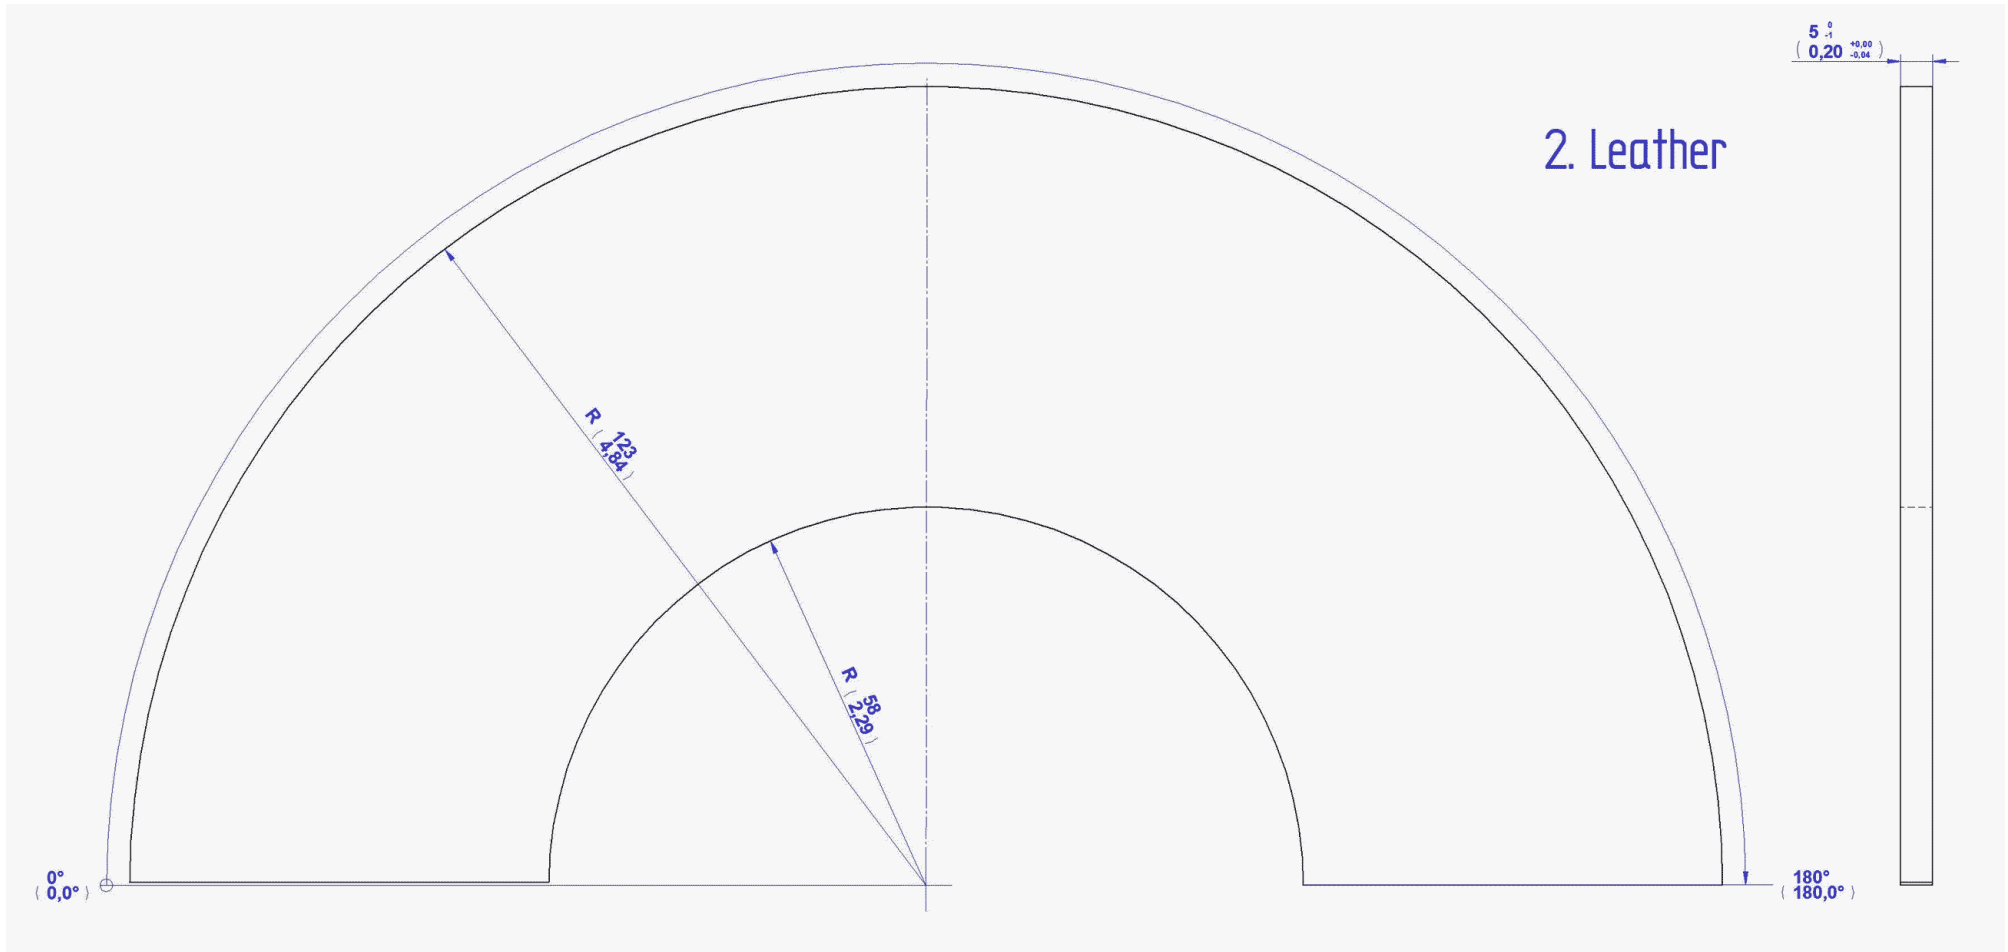 5 0 -1
( 0,20 +0,00 -0,04 )
2. Leather
R 123
( 4,84 )
R 58
( 2,29 )
0°
( 0,0° )
180°
( 180,0° )